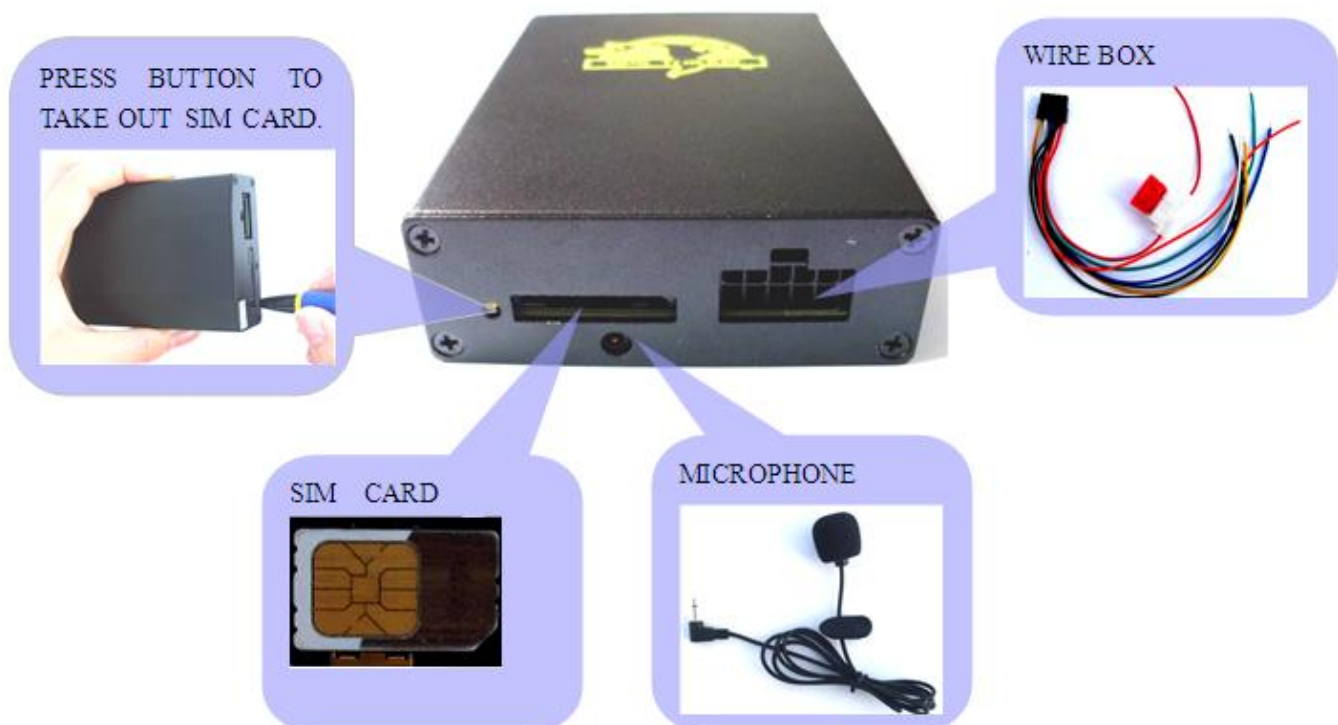 PRESS BUTTON TO
TAKE OUT SIM CARD.
WIRE BOX
SIM CARD
MICROPHONE